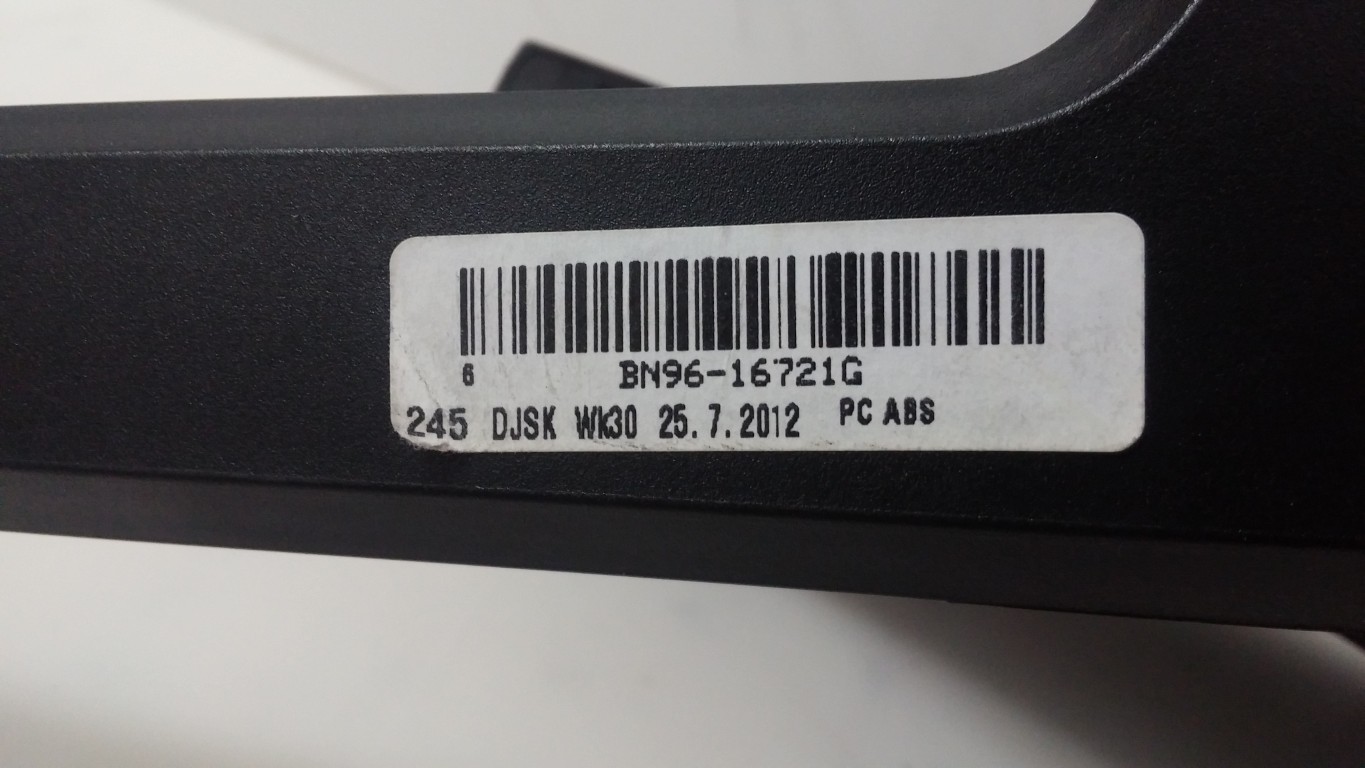 6 BN96-16721G
245 DJSK Wk30 25.7.2012 PC ABS